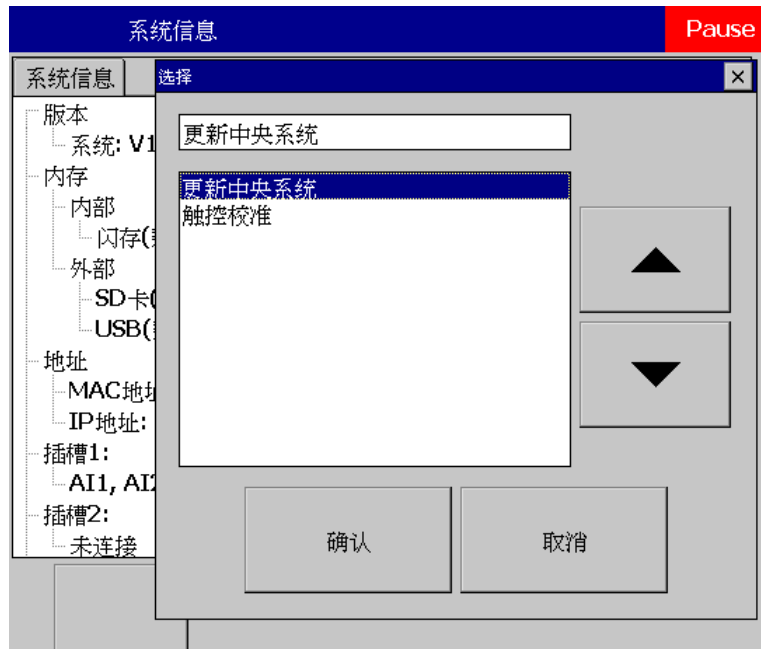 系统信息
Pause
系统信息
选择
版本
系统: V1
内存
内部
闪存(
外部
SD卡(
USB(
地址
MAC地址
IP地址:
插槽1:
AI1, AI2
插槽2:
未连接
更新中央系统
更新中央系统
触控校准
确认
取消